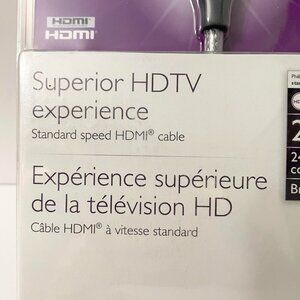 HDMI
HDMI
Superior HDTV
experience
Standard speed HDMI® cable
Expérience supérieure
de la télévision HD
Câble HDMI® à vitesse standard